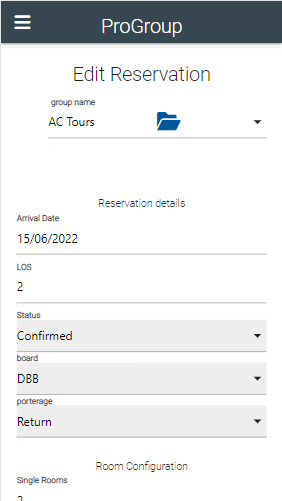 ProGroup
Edit Reservation
group name
AC Tours
Reservation details
Arrival Date
15/06/2022
LOS
2
Status
Confirmed
board
DBB
porterage
Return
Room Configuration
Single Rooms
2